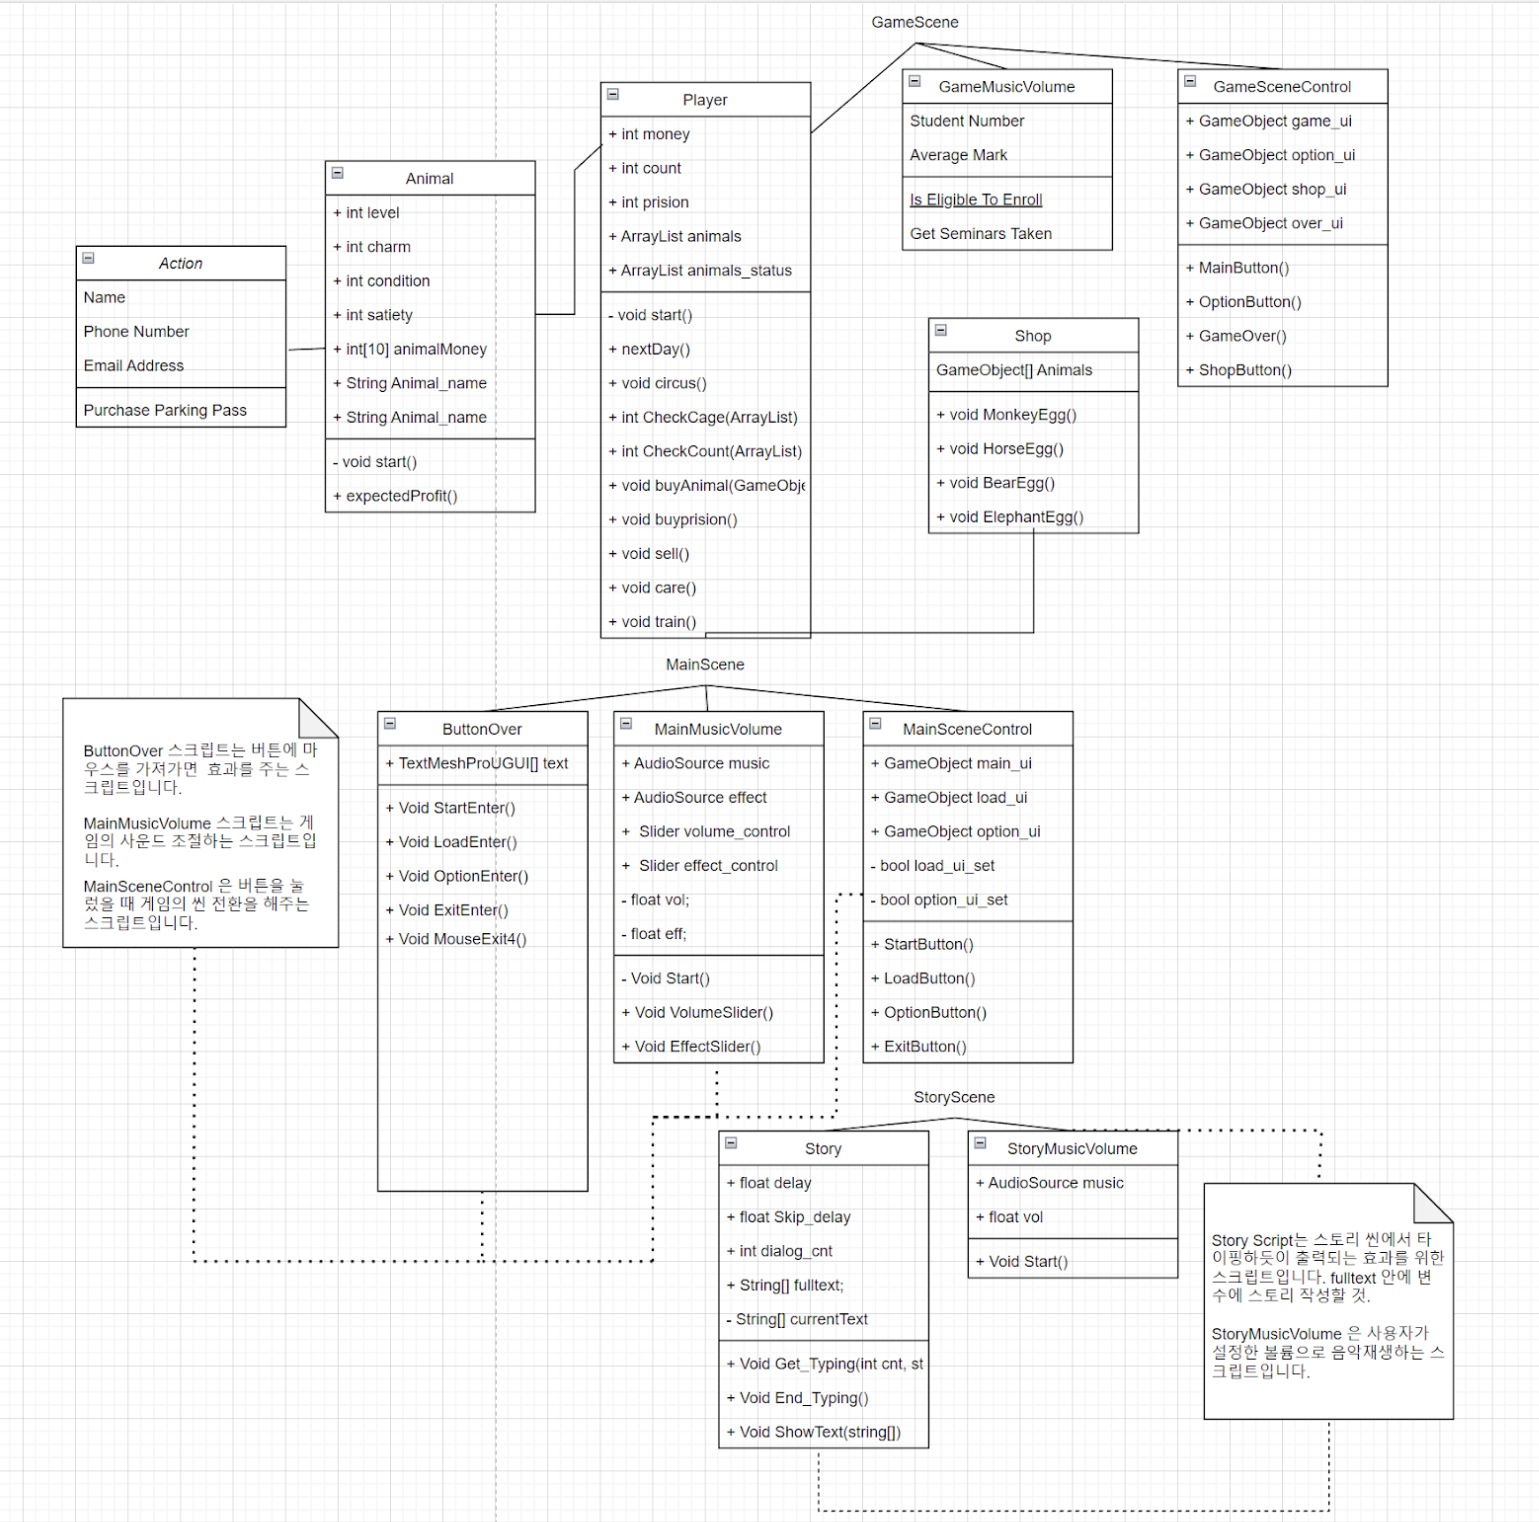 GameScene
Player
+ int money
+ int count
+ int prision
+ ArrayList animals
+ ArrayList animals_status
- void start()
+ nextDay()
+ void circus()
+ int CheckCage(ArrayList)
+ int CheckCount(ArrayList)
+ void buyAnimal(GameObje
+ void buyprision()
+ void sell()
+ void care()
+ void train()
GameMusicVolume
Student Number
Average Mark
Is Eligible To Enroll
Get Seminars Taken
GameSceneControl
+ GameObject game_ui
+ GameObject option_ui
+ GameObject shop_ui
+ GameObject over_ui
+ MainButton()
+ OptionButton()
+ GameOver()
+ ShopButton()
Animal
+ int level
+ int charm
+ int condition
+ int satiety
+ int[10] animalMoney
+ String Animal_name
+ String Animal_name
- void start()
+ expectedProfit()
Action
Name
Phone Number
Email Address
Purchase Parking Pass
Shop
GameObject[] Animals
+ void MonkeyEgg()
+ void HorseEgg()
+ void BearEgg()
+ void ElephantEgg()
MainScene
ButtonOver 스크립트는 버튼에 마
우스를 가져가면 효과를 주는 스
크립트입니다.
MainMusicVolume 스크립트는 게
임의 사운드 조절하는 스크립트입
니다.
MainSceneControl 은 버튼을 눌
렀을 때 게임의 씬 전환을 해주는
스크립트입니다.
ButtonOver
+ TextMeshProUGUI[] text
+ Void StartEnter()
+ Void LoadEnter()
+ Void OptionEnter()
+ Void ExitEnter()
+ Void MouseExit4()
MainMusicVolume
+ AudioSource music
+ AudioSource effect
+ Slider volume_control
+ Slider effect_control
- float vol;
- float eff;
- Void Start()
+ Void VolumeSlider()
+ Void EffectSlider()
MainSceneControl
+ GameObject main_ui
+ GameObject load_ui
+ GameObject option_ui
- bool load_ui_set
- bool option_ui_set
+ StartButton()
+ LoadButton()
+ OptionButton()
+ ExitButton()
StoryScene
Story
+ float delay
+ float Skip_delay
+ int dialog_cnt
+ String[] fulltext;
- String[] currentText
+ Void Get_Typing(int cnt, st
+ Void End_Typing()
+ Void ShowText(string[])
StoryMusicVolume
+ AudioSource music
+ float vol
+ Void Start()
Story Script는 스토리 씬에서 타
이핑하듯이 출력되는 효과를 위한
스크립트입니다. fulltext 안에 변
수에 스토리 작성할 것.
StoryMusicVolume 은 사용자가
설정한 볼륨으로 음악재생하는 스
크립트입니다.